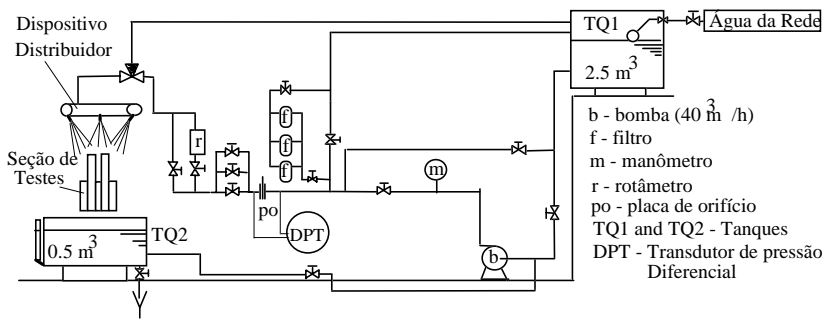 Dispositivo
Distribuidor
TQ1
Água da Rede
2.5 m³
b - bomba (40 m³ /h)
f - filtro
m - manômetro
r - rotâmetro
po - placa de orifício
TQ1 and TQ2 - Tanques
DPT - Transdutor de pressão
Diferencial
f
f
f
r
m
Seção de
Testes
po
DPT
b
TQ2
0.5 m³